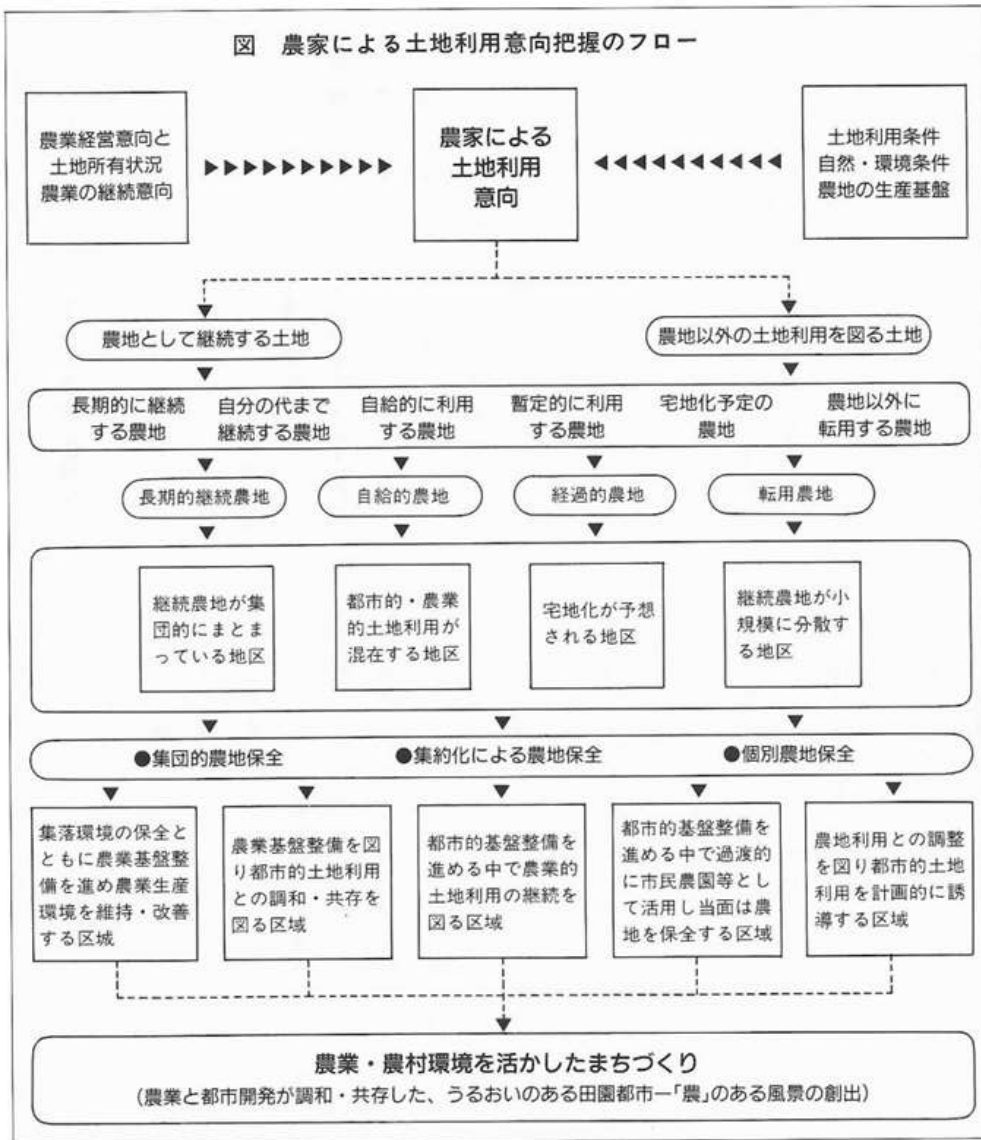 図 農家による土地利用意向把握のフロー
農業経営意向と
土地所有状況
農業の継続意向
▶▶▶▶▶▶▶▶▶▶
農家による
土地利用
意向
◀◀◀◀◀◀◀◀◀◀
土地利用条件
自然・環境条件
農地の生産基盤
農地として継続する土地
農地以外の土地利用を図る土地
長期的に継続
する農地
自分の代まで
継続する農地
自給的に利用
する農地
暫定的に利用
する農地
宅地化予定の
農地
農地以外に
転用する農地
長期的継続農地
自給的農地
経過的農地
転用農地
継続農地が集
団的にまとま
っている地区
都市的・農業
的土地利用が
混在する地区
宅地化が予想
される地区
継続農地が小
規模に分散す
る地区
●集団的農地保全
●集約化による農地保全
●個別農地保全
集落環境の保全と
ともに農業基盤整
備を進め農業生産
環境を維持・改善
する区域
農業基盤整備を図
り都市的土地利用
との調和・共存を
図る区域
都市的基盤整備を
進める中で農業的
土地利用の継続を
図る区域
都市的基盤整備を
進める中で過渡的
に市民農園等とし
て活用し当面は農
地を保全する区域
農地利用との調整
を図り都市的土地
利用を計画的に誘
導する区域
農業・農村環境を活かしたまちづくり
(農業と都市開発が調和・共存した、うるおいのある田園都市―「農」のある風景の創出)